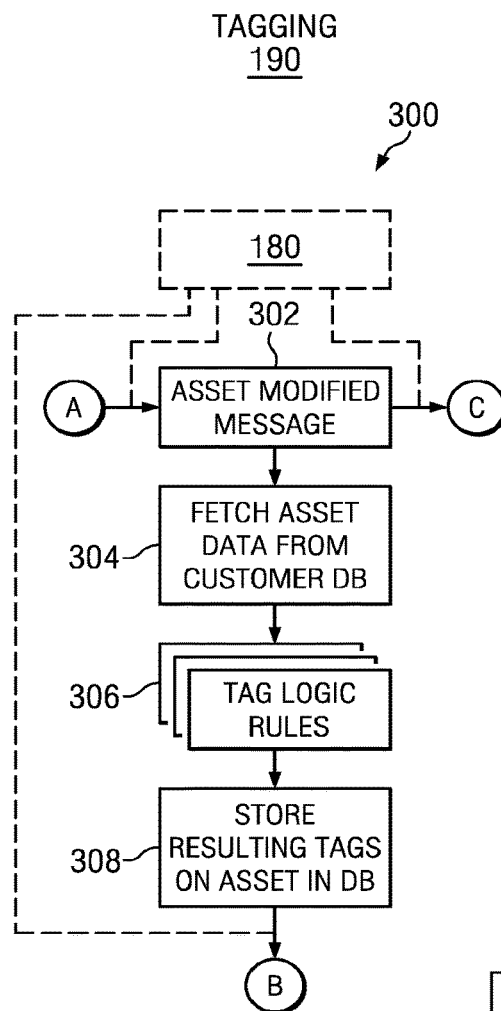 TAGGING
190
300
180
302
A
ASSET MODIFIED
MESSAGE
C
304
FETCH ASSET
DATA FROM
CUSTOMER DB
306
TAG LOGIC
RULES
308
STORE
RESULTING TAGS
ON ASSET IN DB
B